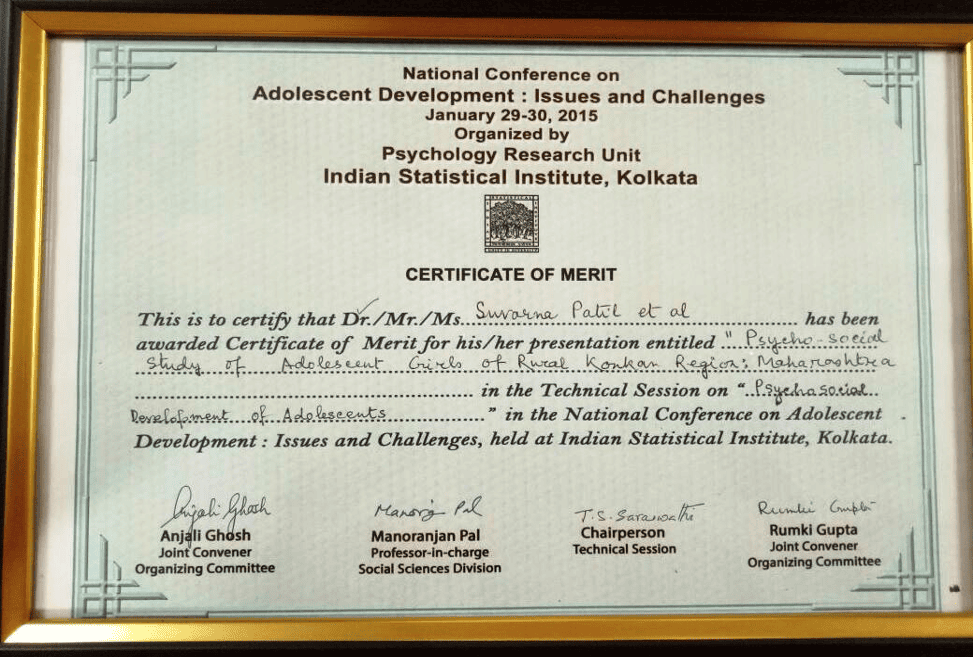 National Conference on
Adolescent Development : Issues and Challenges
January 29-30, 2015
Organized by
Psychology Research Unit
Indian Statistical Institute, Kolkata
CERTIFICATE OF MERIT
This is to certify that Dr./Mr./Ms. Suvarna Patil et al has been
awarded Certificate of Merit for his/her presentation entitled " Psycho-social
Study of Adolescent Girls of Rural Konkan Region; Maharashtra
in the Technical Session on "Psychosocial
Development of Adolescents " in the National Conference on Adolescent
Development : Issues and Challenges, held at Indian Statistical Institute, Kolkata.
Anjali Ghosh Manoranjan Pal T.S. Saraswathi Rumki Gupta
Anjali Ghosh Manoranjan Pal Chairperson Rumki Gupta
Joint Convener Professor-in-charge Technical Session Joint Convener
Organizing Committee Social Sciences Division Organizing Committee